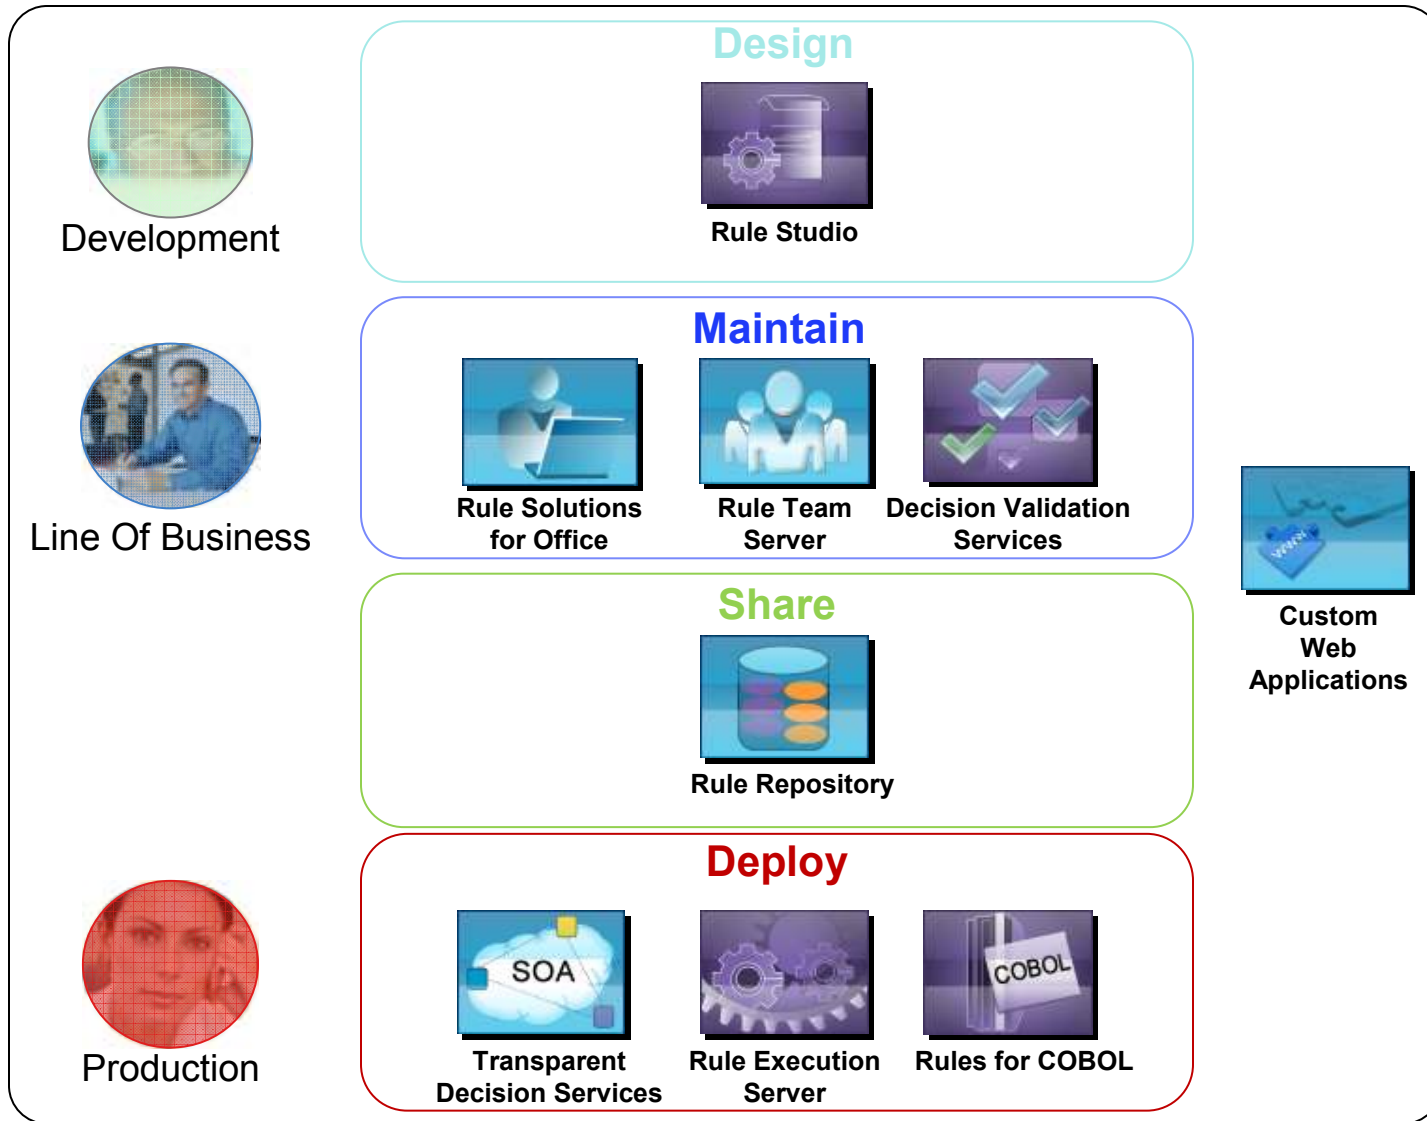 Design
Rule Studio
Development
Maintain
Rule Solutions
for Office
Rule Team
Server
Decision Validation
Services
Line Of Business
Share
Rule Repository
www
Custom
Web
Applications
Deploy
SOA
COBOL
Transparent
Decision Services
Rule Execution
Server
Rules for COBOL
Production